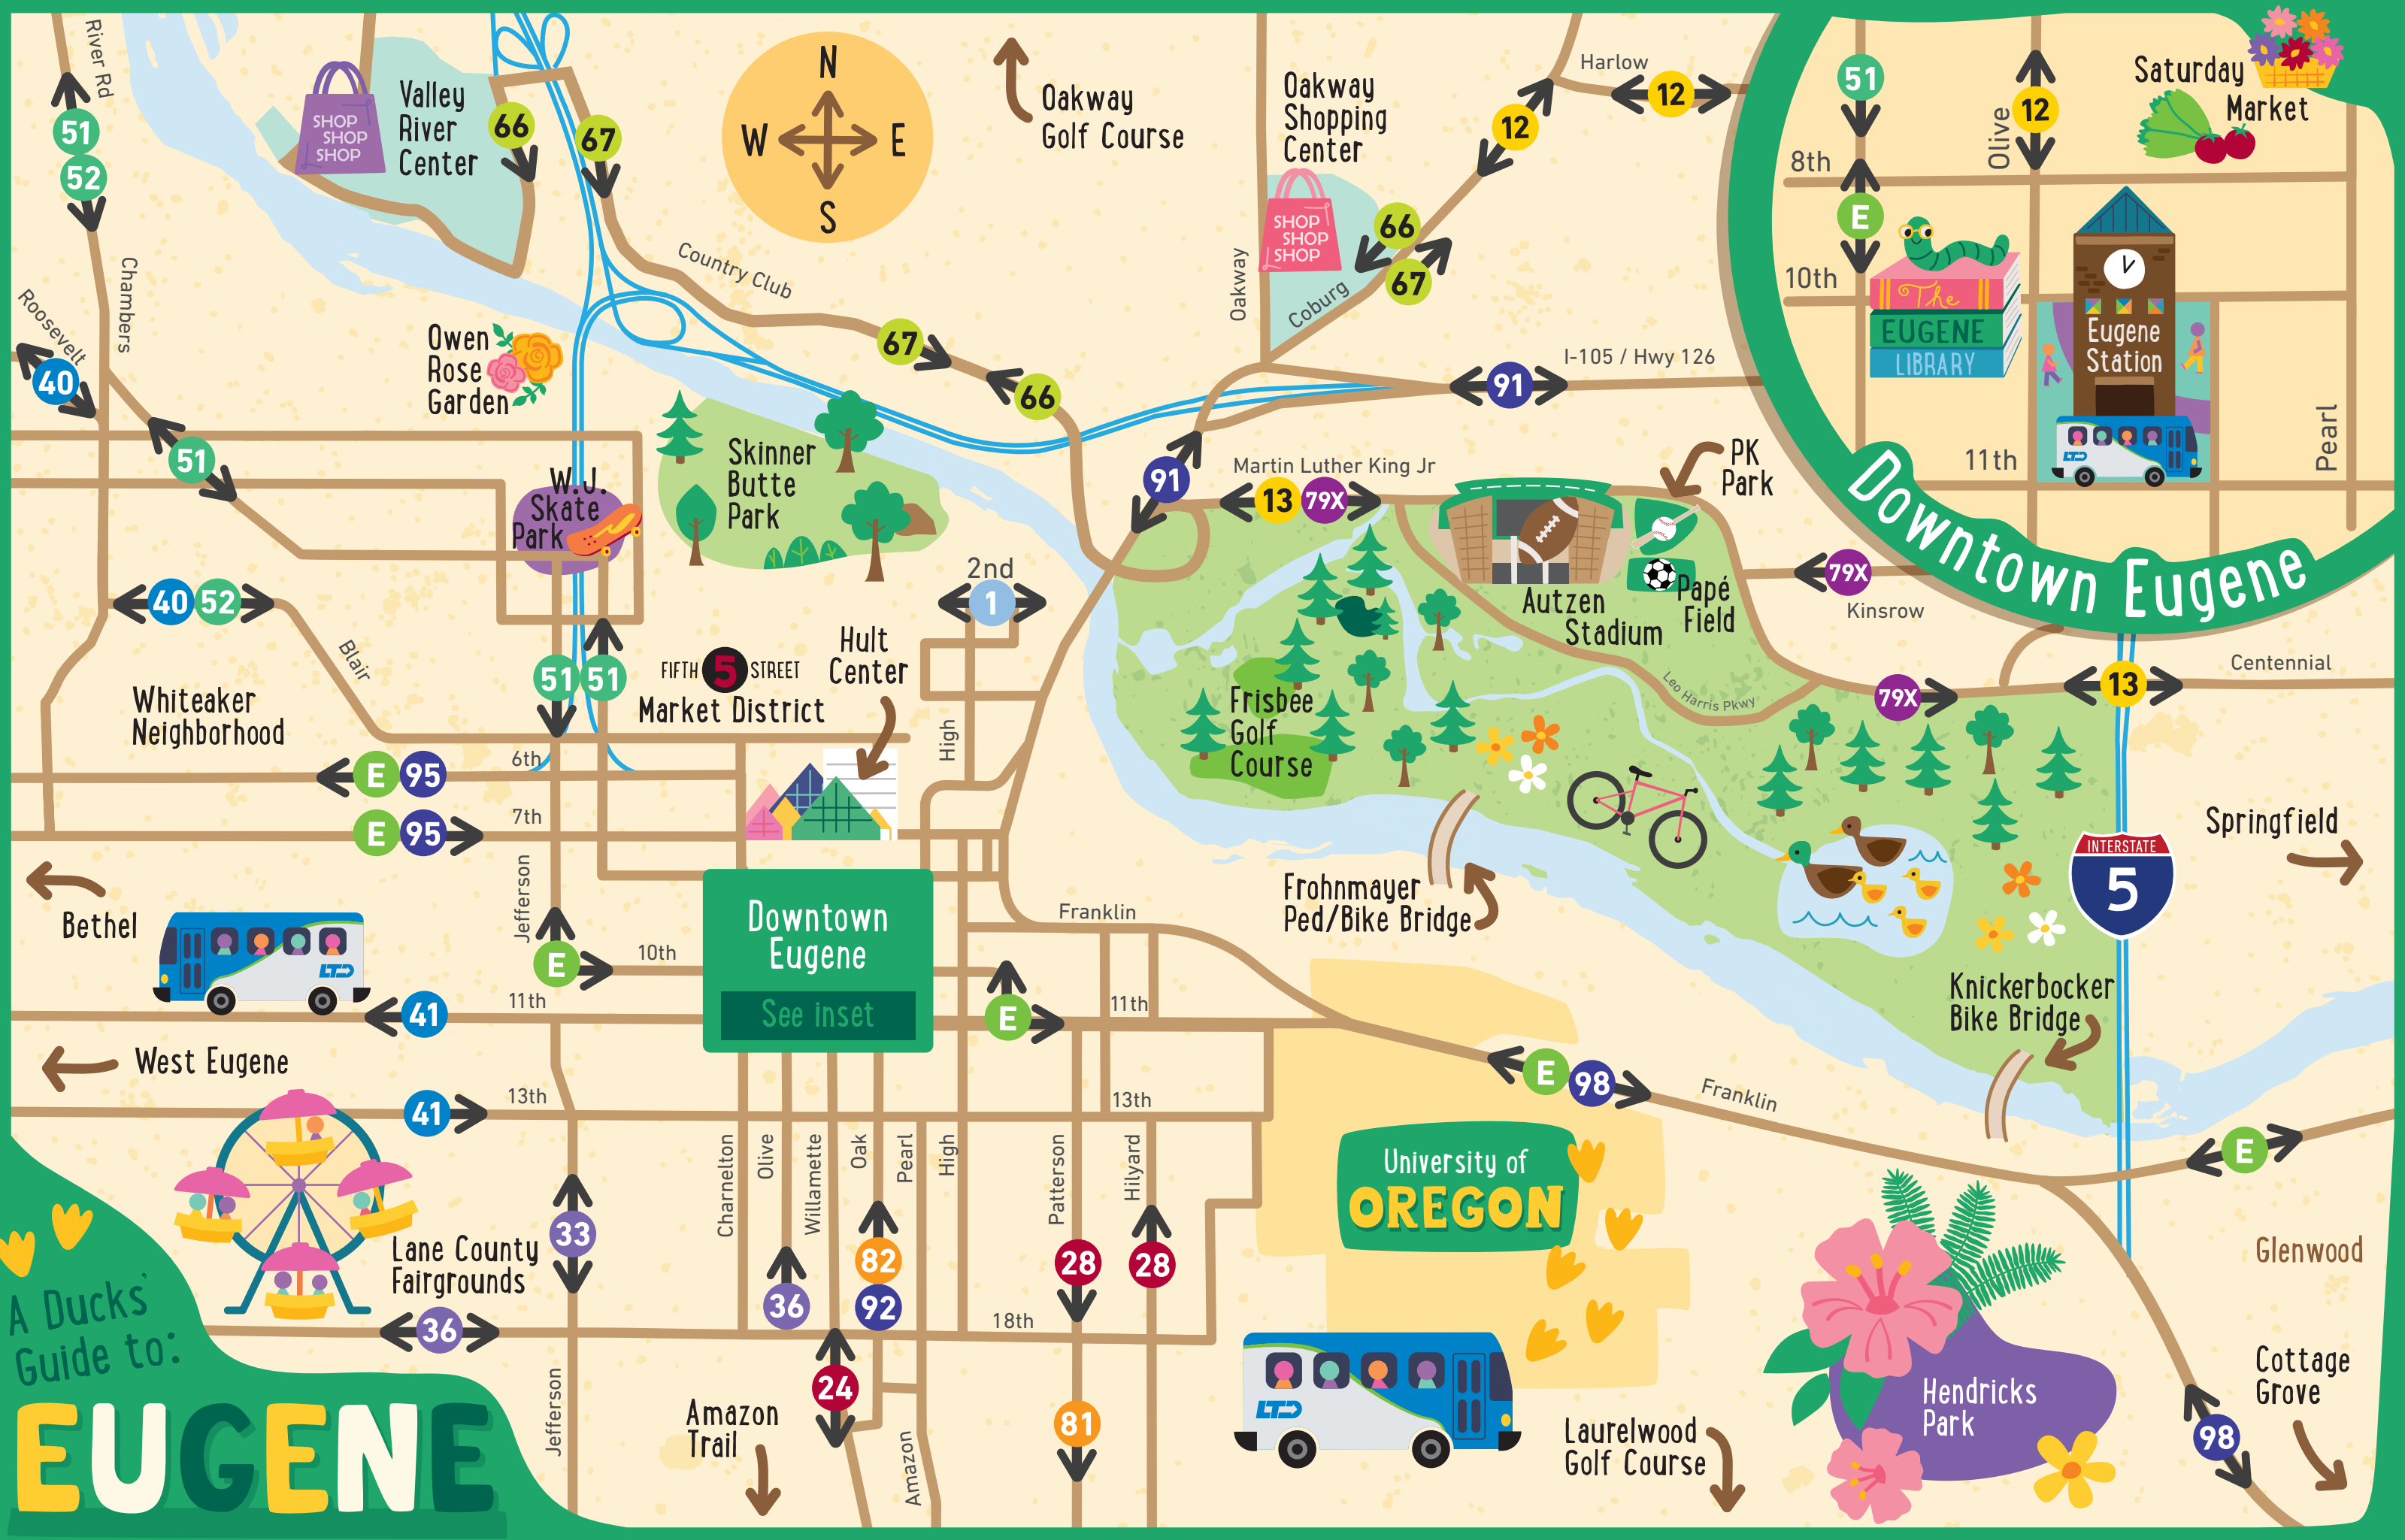 River Rd
51
52
Chambers
Roosevelt
40
51
SHOP
SHOP
SHOP
Valley
River
Center
66
67
N
W
E
S
Oakway
Golf Course
Country Club
67
66
Owen
Rose
Garden
Oakway
Shopping
Center
SHOP
SHOP
SHOP
Oakway
Coburg
66
67
12
Harlow
12
I-105 / Hwy 126
91
91
51
8th
E
10th
The
EUGENE
LIBRARY
Olive
12
Saturday
Market
Eugene
Station
LTD
11th
Pearl
Downtown Eugene
W.J.
Skate
Park
Skinner
Butte
Park
Martin Luther King Jr
13
79X
PK
Park
Autzen
Stadium
Papé
Field
79X
Kinsrow
Leo Harris Pkwy
79X
13
Centennial
40
52
Blair
Whiteaker
Neighborhood
51
51
FIFTH
5
STREET
Market District
Hult
Center
2nd
1
High
Frisbee
Golf
Course
E
95
6th
E
95
7th
Bethel
LTD
Jefferson
E
10th
Downtown
Eugene
See inset
Franklin
E
11th
Frohnmayer
Ped/Bike Bridge
INTERSTATE
5
Springfield
Knickerbocker
Bike Bridge
41
11th
West Eugene
41
13th
13th
E
98
Franklin
E
University of
OREGON
Charnelton
Olive
Willamette
Oak
Pearl
High
Patterson
Hilyard
33
Lane County
Fairgrounds
36
36
82
92
28
28
18th
24
81
Jefferson
Amazon
Trail
Amazon
LTD
Laurelwood
Golf Course
Hendricks
Park
Glenwood
Cottage
Grove
98
A Ducks'
Guide to:
EUGENE